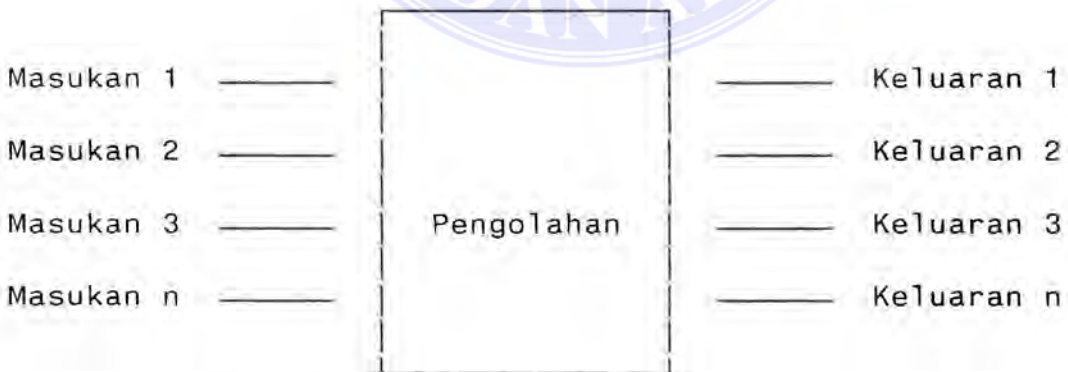 Masukan 1 Keluaran 1
Masukan 2 Keluaran 2
Masukan 3 Pengolahan Keluaran 3
Masukan n Keluaran n